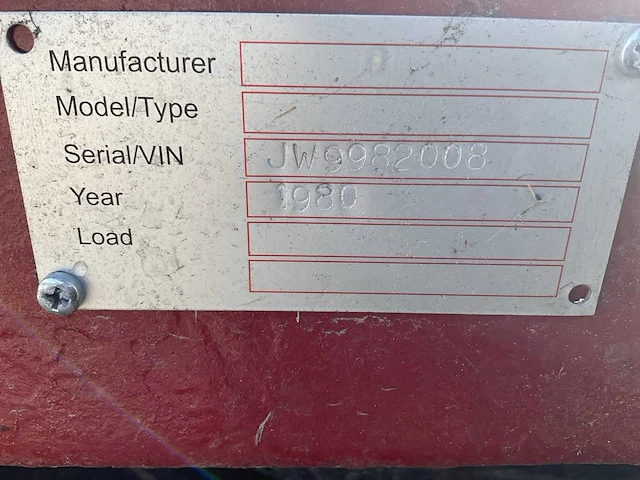 Manufacturer
Model/Type
Serial/VIN JW9982008
Year 1980
Load